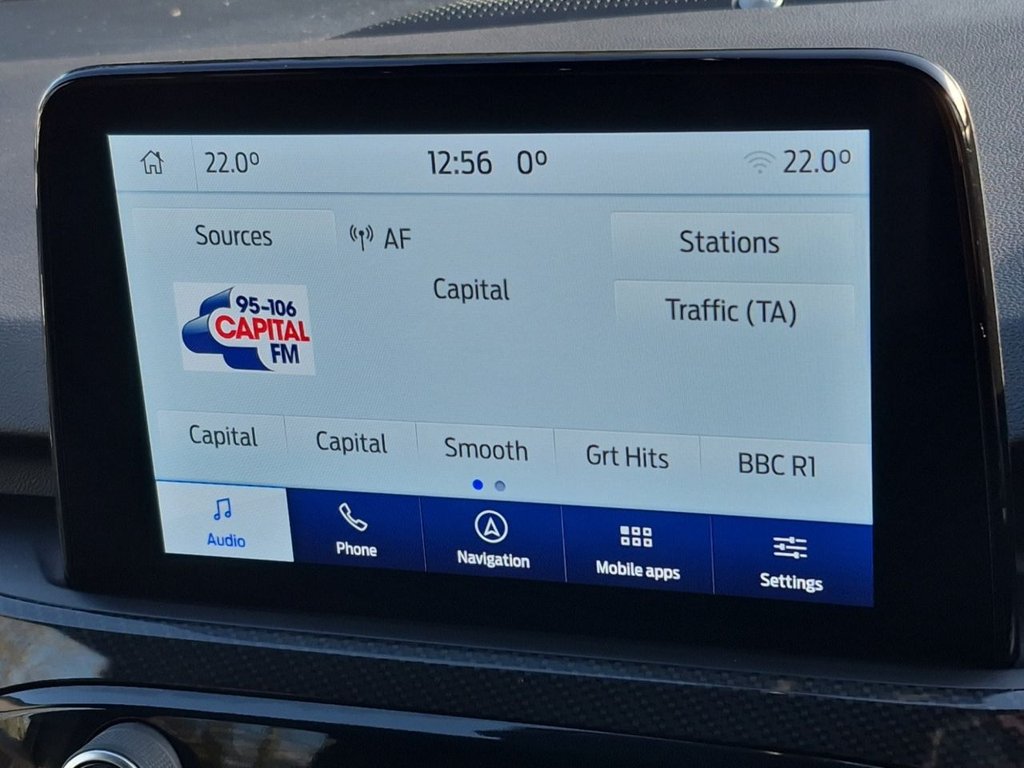 22.0º 12:56 0º 22.0º
Sources AF Stations
Capital
Traffic (TA)
95-106
CAPITAL
FM
Capital Capital Smooth Grt Hits BBC R1
Audio Phone Navigation Mobile apps Settings